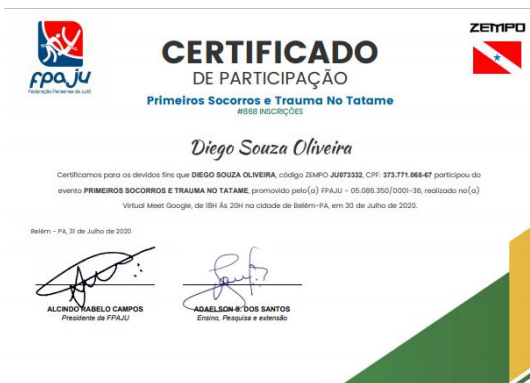 ZEMPO
fpaju
Federação Paraense de Judô
CERTIFICADO
DE PARTICIPAÇÃO
Primeiros Socorros e Trauma No Tatame
#888 INSCRIÇÕES
Diego Souza Oliveira
Certificamos para os devidos fins que DIEGO SOUZA OLIVEIRA, código ZEMPO JU073332, CPF: 373.771.068-67 participou do
evento PRIMEIROS SOCORROS E TRAUMA NO TATAME, promovido pelo(a) FPAJU - 05.086.350/0001-36, realizado no(a)
Virtual Meet Google, de 18H Às 20H na cidade de Belém-PA, em 30 de Julho de 2020.
Belém - PA, 31 de Julho de 2020
ALCINDO RABELO CAMPOS
Presidente da FPAJU
ADAELSON S. DOS SANTOS
Ensino, Pesquisa e extensão